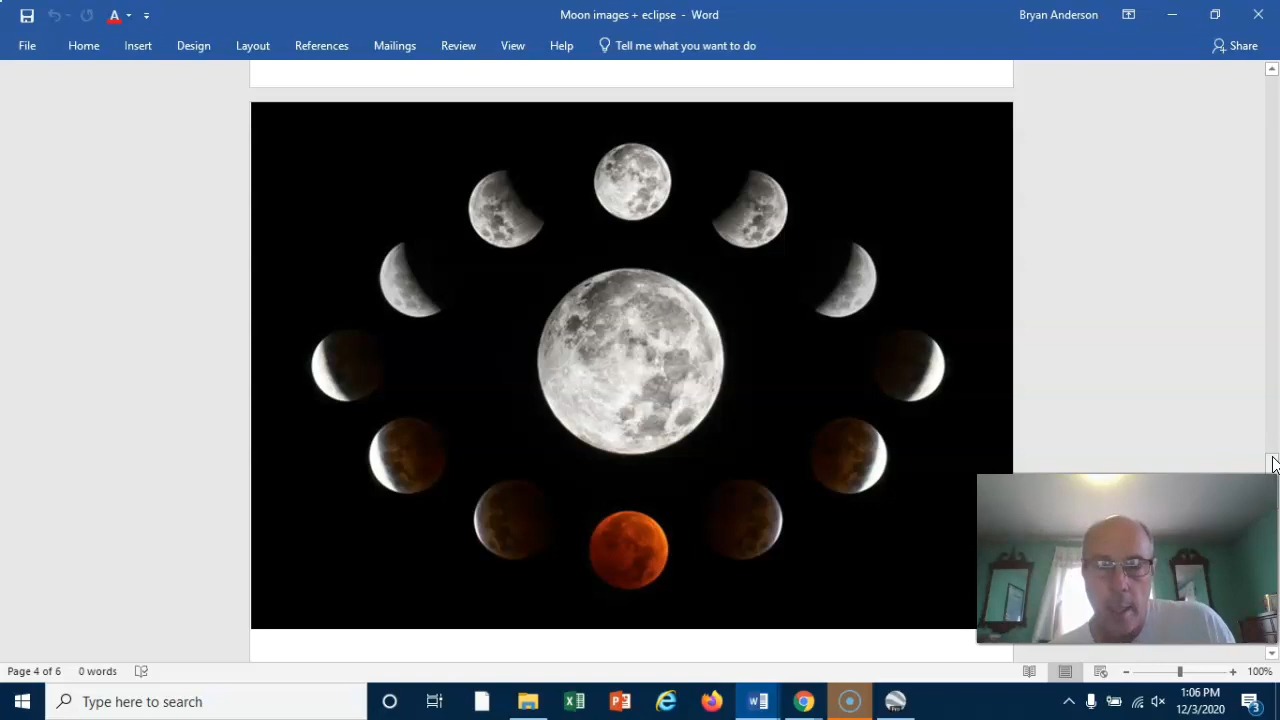 Moon images + eclipse - Word
Bryan Anderson
File Home Insert Design Layout References Mailings Review View Help Tell me what you want to do Share
Page 4 of 6 0 words 100%
Type here to search
1:06 PM
12/3/2020
3